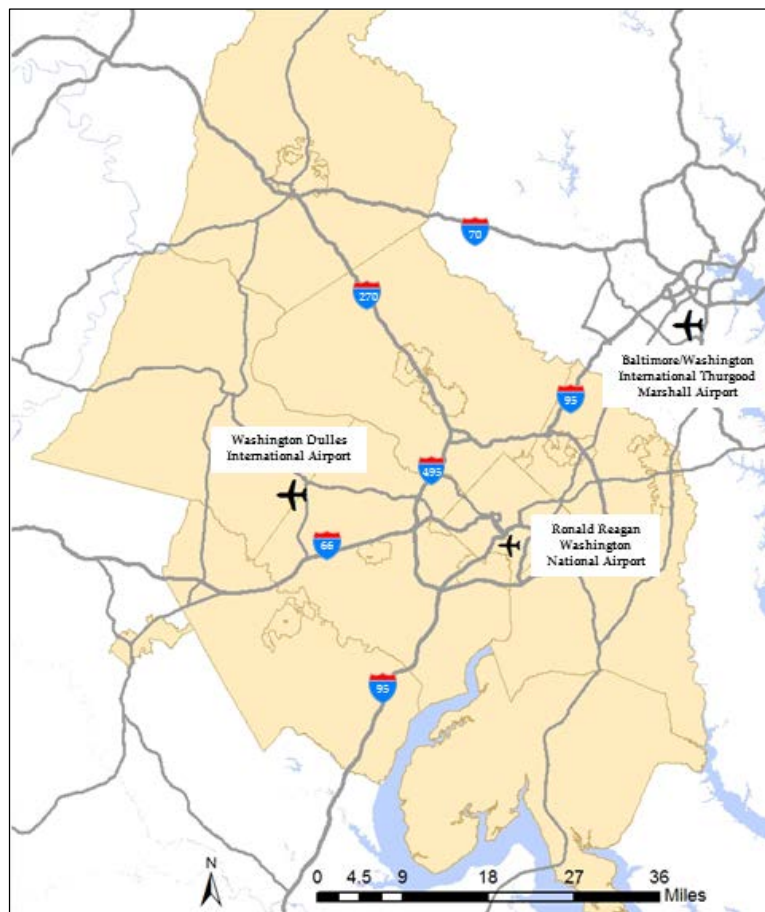 70
270
Baltimore/Washington
International Thurgood
Marshall Airport
95
Washington Dulles
International Airport
495
Ronald Reagan
Washington
National Airport
66
95
N
0 4.5 9 18 27 36
Miles